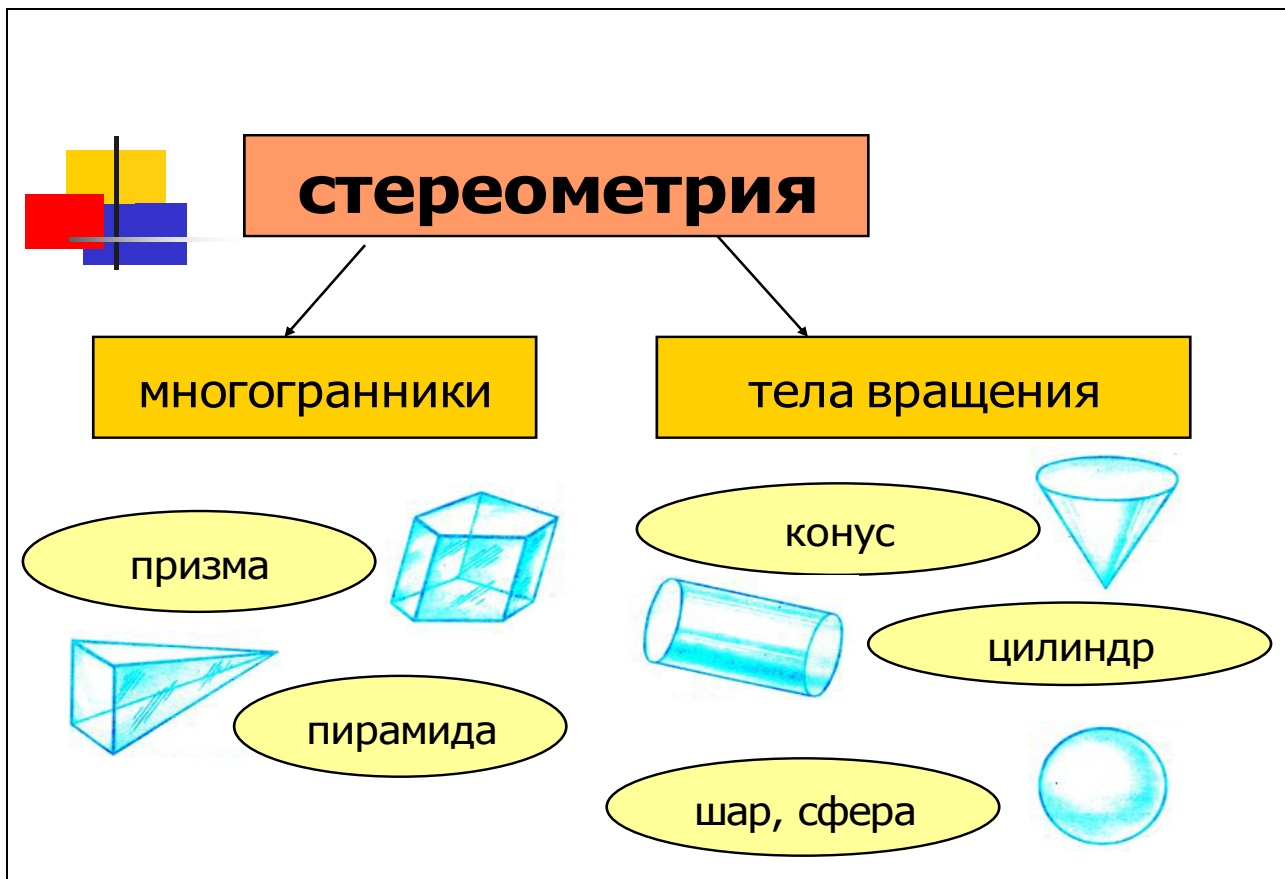 стереометрия
многогранники
тела вращения
призма
пирамида
конус
цилиндр
шар, сфера